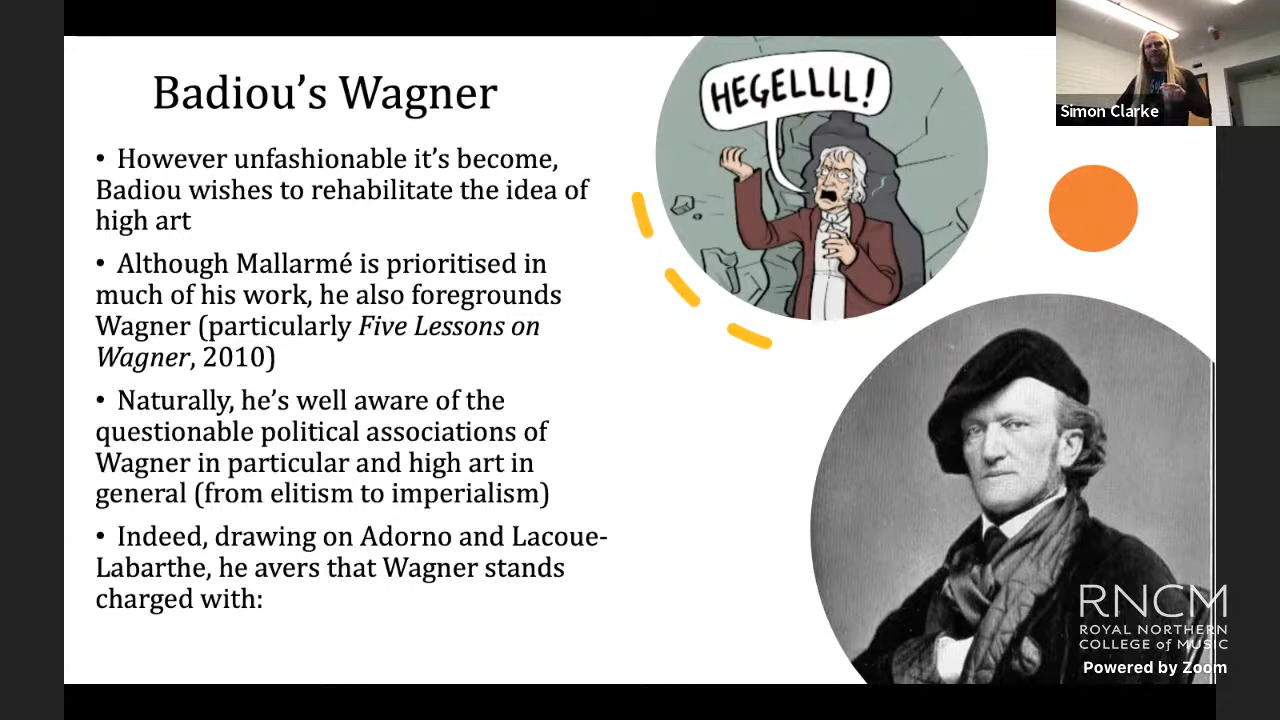 Badiou's Wagner
• However unfashionable it's become,
Badiou wishes to rehabilitate the idea of
high art
• Although Mallarmé is prioritised in
much of his work, he also foregrounds
Wagner (particularly Five Lessons on
Wagner, 2010)
• Naturally, he's well aware of the
questionable political associations of
Wagner in particular and high art in
general (from elitism to imperialism)
• Indeed, drawing on Adorno and Lacoue-
Labarthe, he avers that Wagner stands
charged with:
HEGELLLL!
Simon Clarke
RNCM
ROYAL NORTHERN
COLLEGE of MUSIC
Powered by Zoom